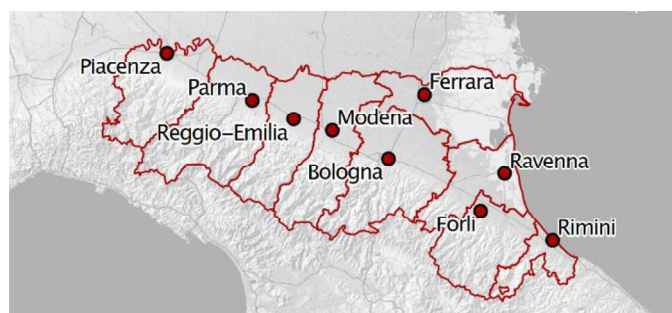 Piacenza
Parma
Reggio-Emilia
Modena
Ferrara
Bologna
Ravenna
Forlì
Rimini